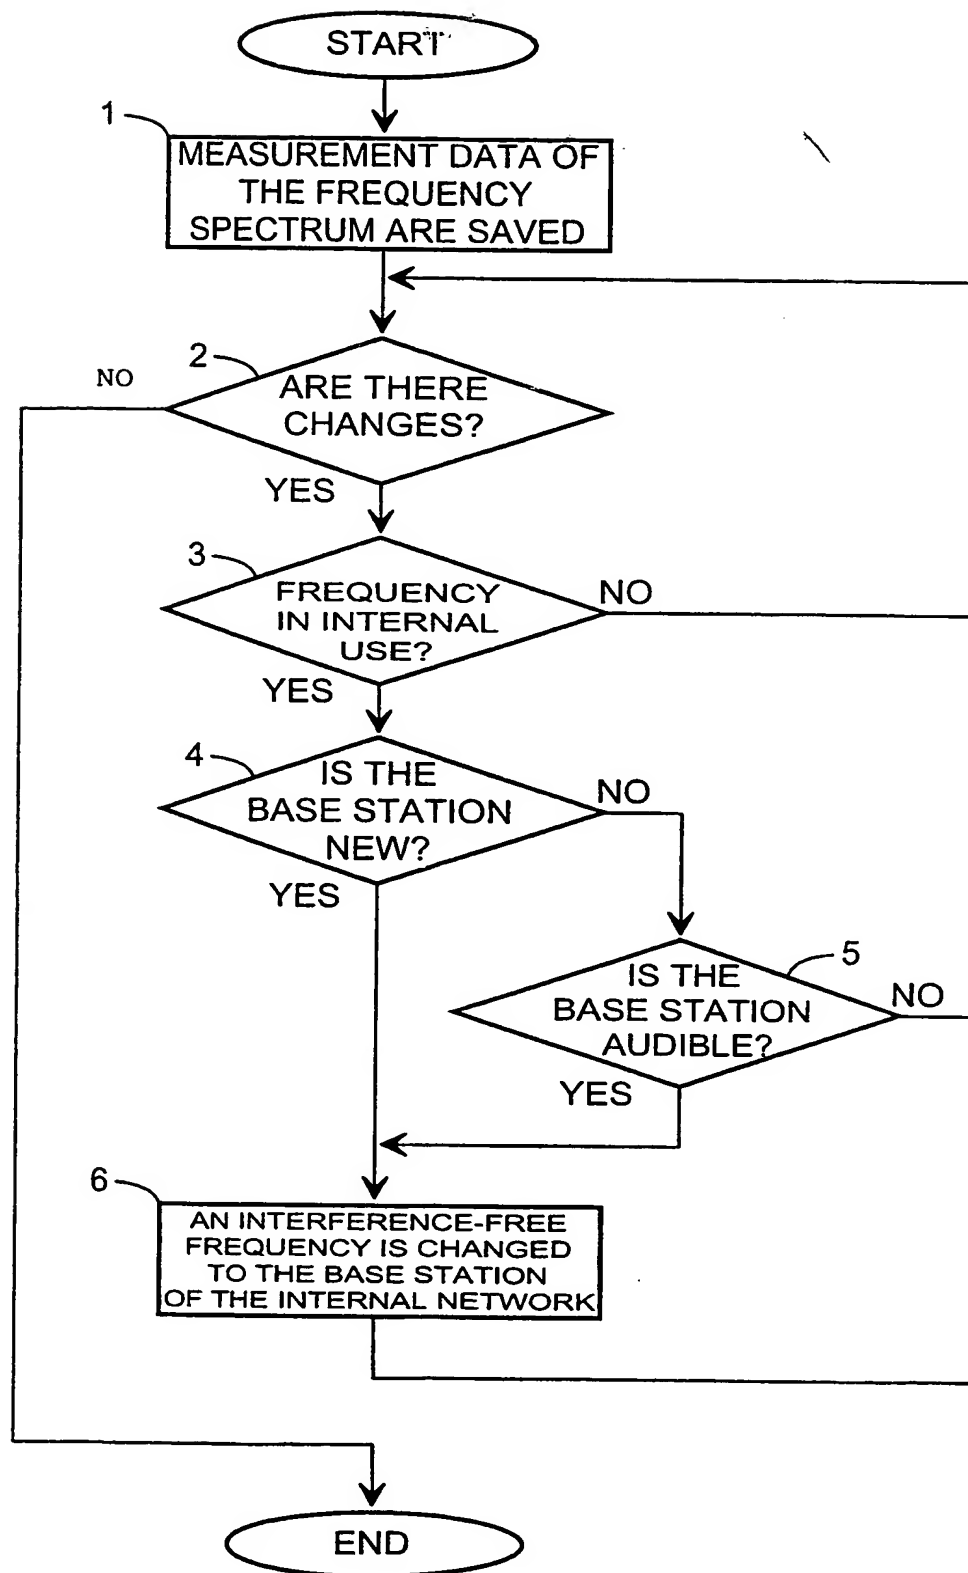 START
1
MEASUREMENT DATA OF
THE FREQUENCY
SPECTRUM ARE SAVED
2
NO
ARE THERE
CHANGES?
YES
3
FREQUENCY
IN INTERNAL
USE?
NO
YES
4
IS THE
BASE STATION
NEW?
NO
YES
5
IS THE
BASE STATION
AUDIBLE?
NO
YES
6
AN INTERFERENCE-FREE
FREQUENCY IS CHANGED
TO THE BASE STATION
OF THE INTERNAL NETWORK
END